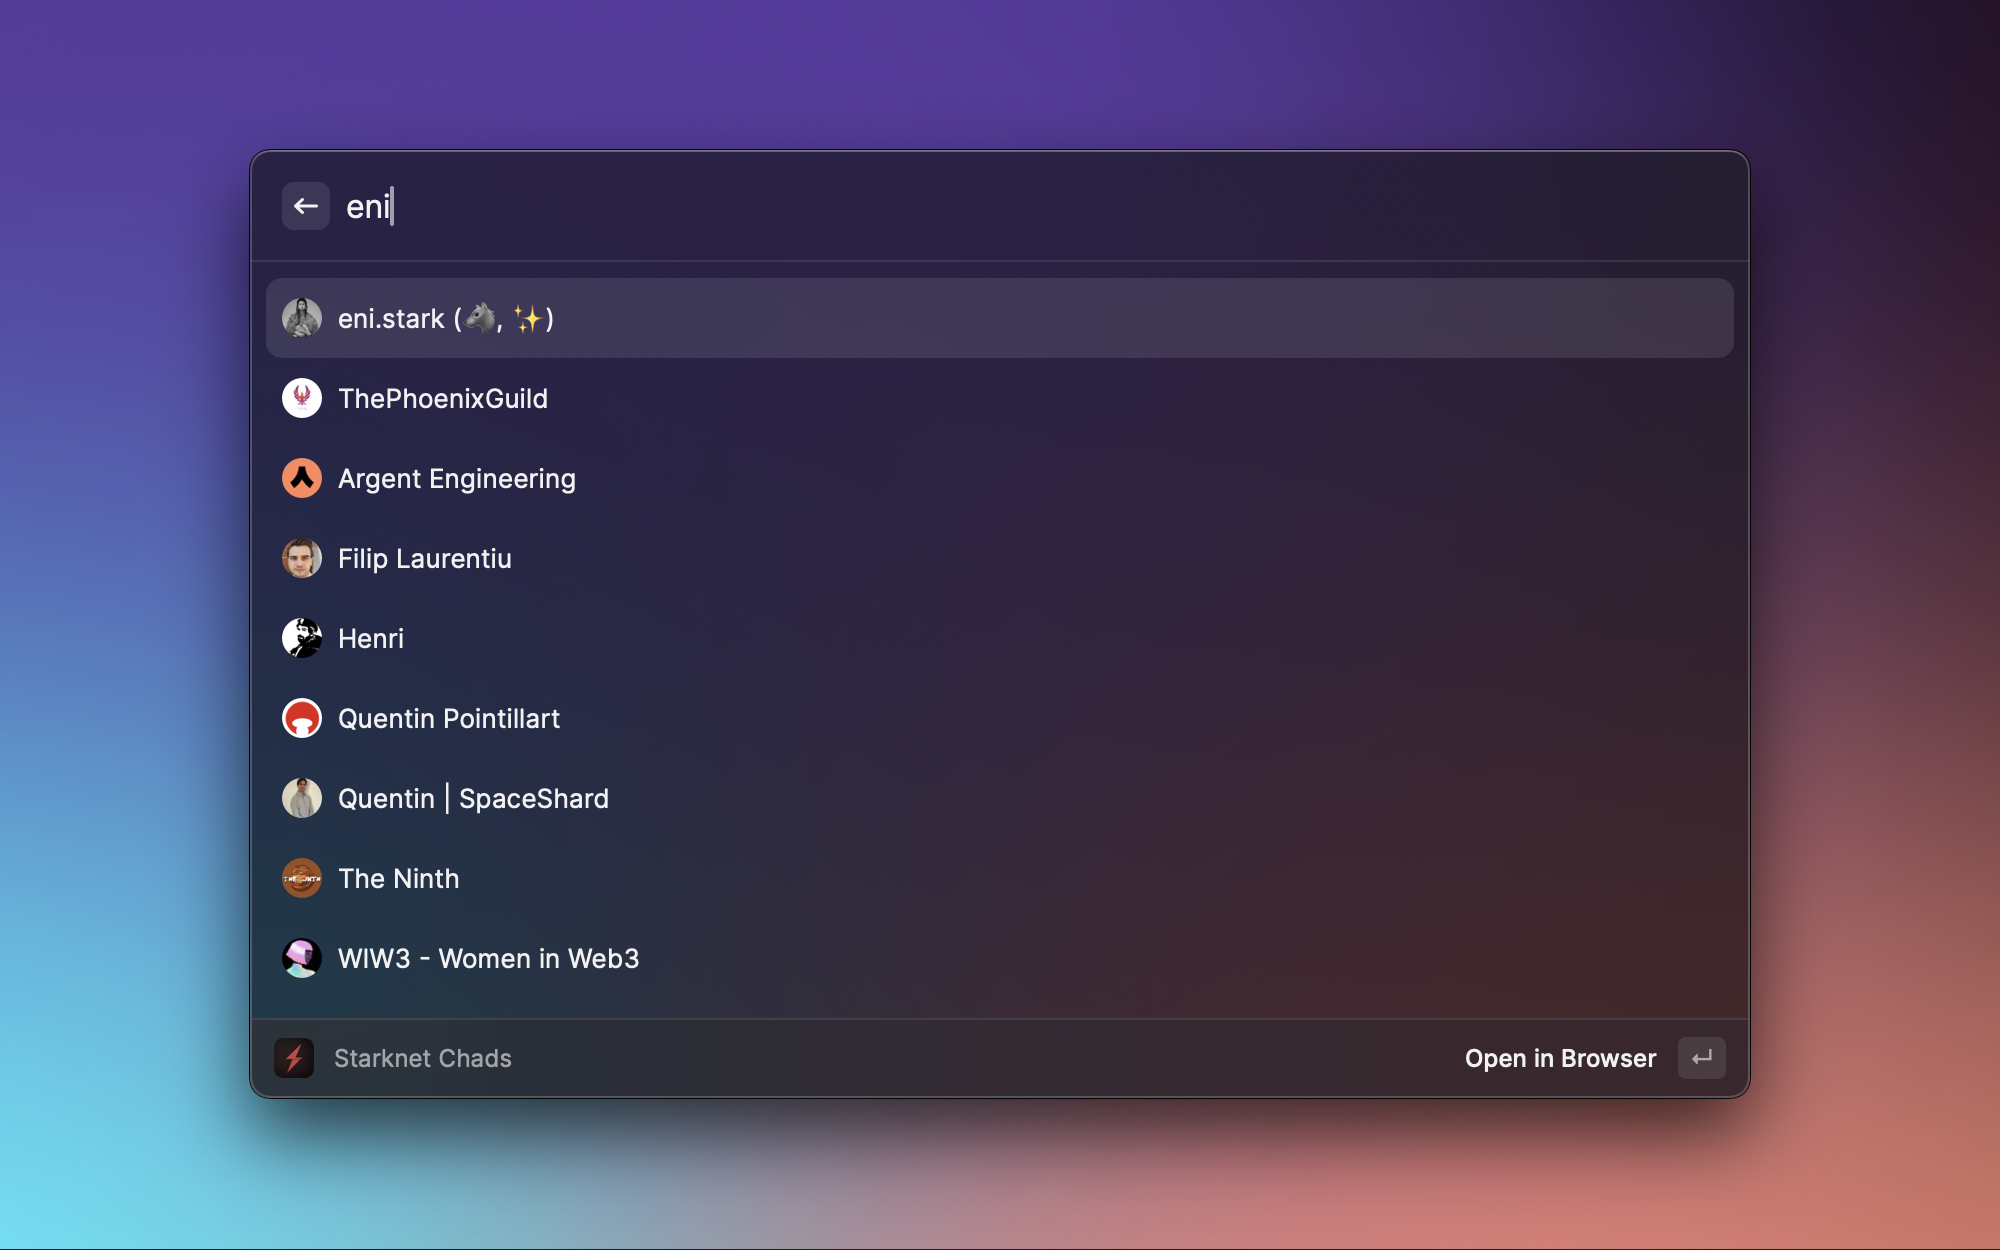 eni
eni.stark (🐺, ✨)
ThePhoenixGuild
Argent Engineering
Filip Laurentiu
Henri
Quentin Pointillart
Quentin | SpaceShard
The Ninth
WIW3 - Women in Web3
Starknet Chads
Open in Browser